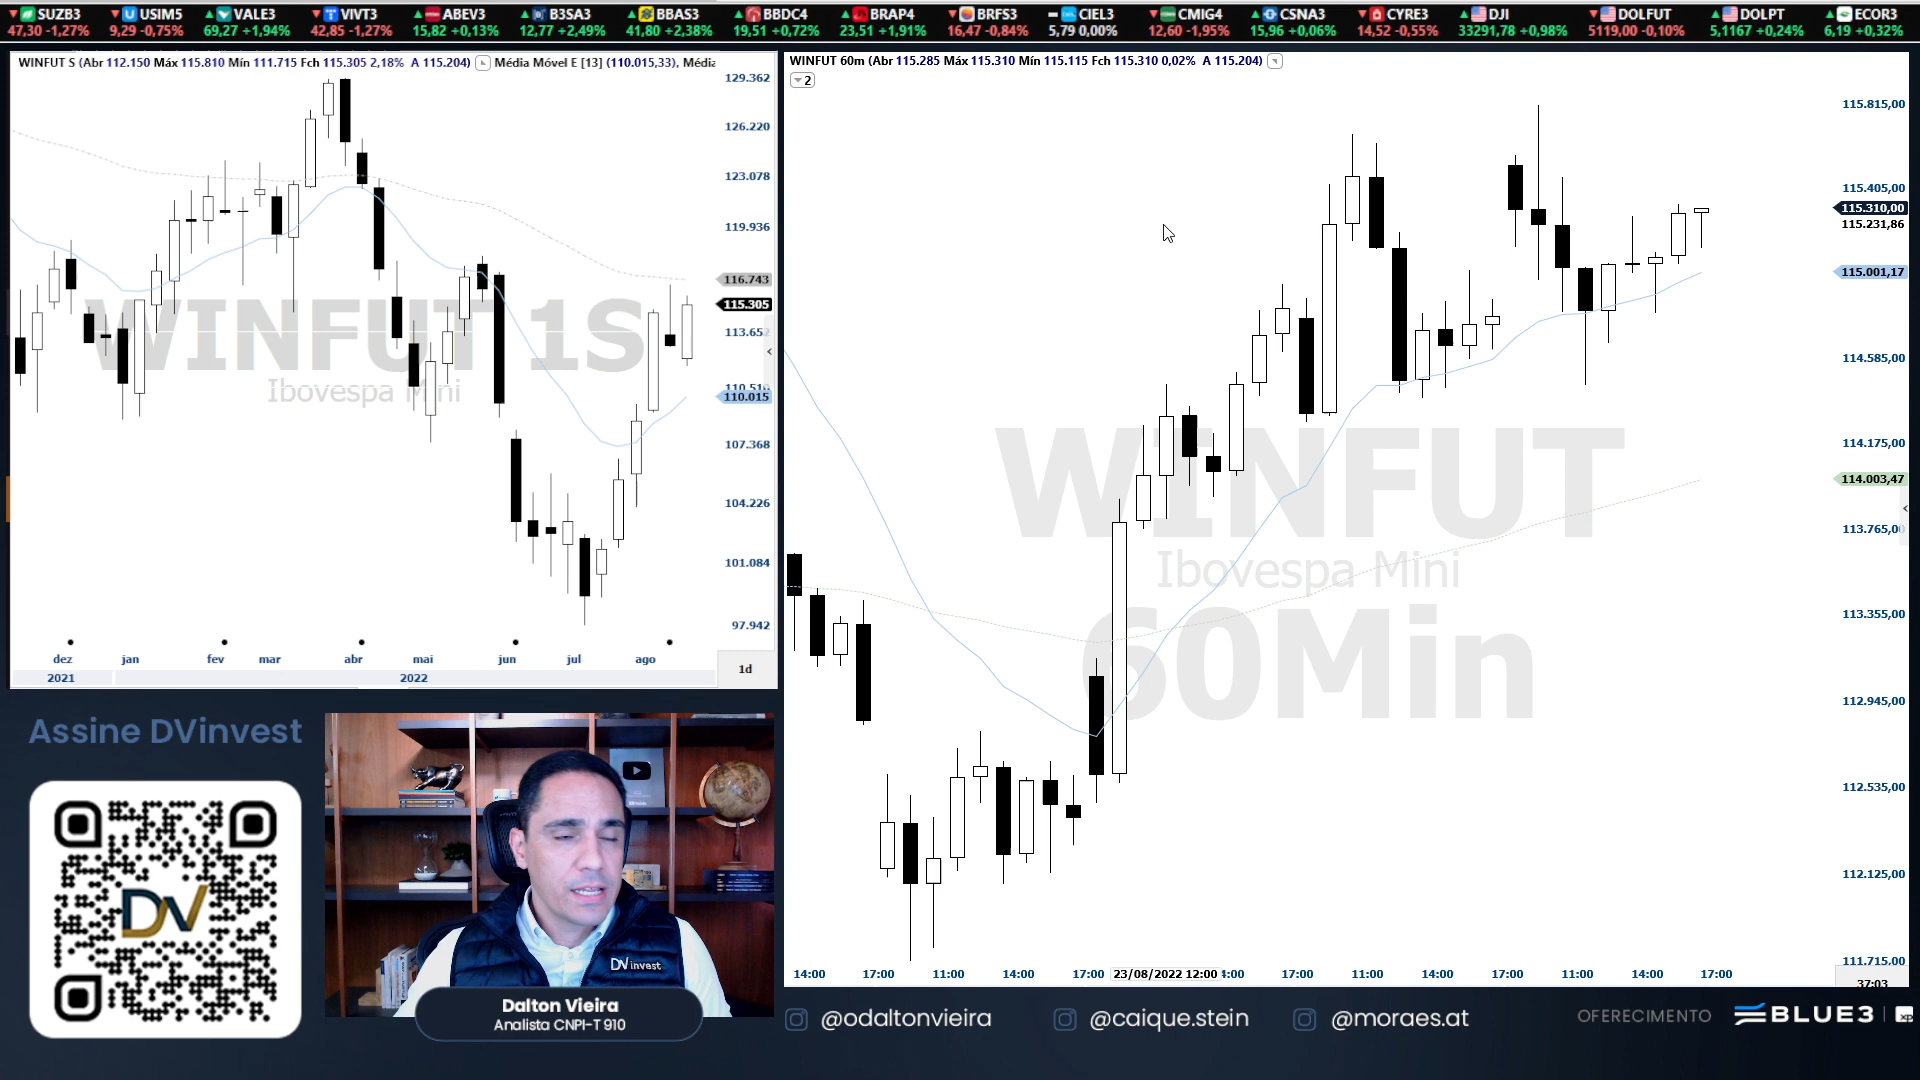 SUZB3 USIM5 VALE3 VIVT3 ABEV3 B3SA3 BBAS3 BBDC4 BRAP4 BRFS3 CIEL3 CMIG4 CSNA3 CYRE3 DJI DOLFUT DOLPT ECOR3
47,30 -1,27% 9,29 -0,75% 69,27 +1,94% 42,85 -1,27% 15,82 +0,13% 12,77 +2,49% 41,80 +2,38% 19,51 +0,72% 23,51 +1,91% 16,47 -0,84% 5,79 0,00% 12,60 -1,95% 15,96 +0,06% 14,52 -0,55% 33291,78 +0,98% 5119,00 -0,10% 5,1167 +0,24% 6,19 +0,32%
WINFUT S (Abr 112.150 Máx 115.810 Mín 111.715 Fch 115.305 2,18% A 115.204) Média Móvel E [13] (110.015,33), Média
129.362
126.220
123.078
119.936
116.743
115.305
113.652
110.510
110.015
107.368
104.226
101.084
97.942
WINFUT 1S
Ibovespa Mini
dez jan fev mar abr mai jun jul ago
2021 2022
1d
WINFUT 60m (Abr 115.285 Máx 115.310 Mín 115.115 Fch 115.310 0,02% A 115.204)
2
115.815,00
115.405,00
115.310,00
115.231,86
115.001,17
114.585,00
114.175,00
114.003,47
113.765,00
113.355,00
112.945,00
112.535,00
112.125,00
111.715,00
WINFUT
Ibovespa Mini
60Min
14:00 17:00 11:00 14:00 17:00 23/08/2022 12:00 4:00 17:00 11:00 14:00 17:00 11:00 14:00 17:00
37:03
Assine DVinvest
DV
DVinvest
Dalton Vieira
Analista CNPI-T 910
@odaltonvieira @caique.stein @moraes.at
OFERECIMENTO BLUE3 xp